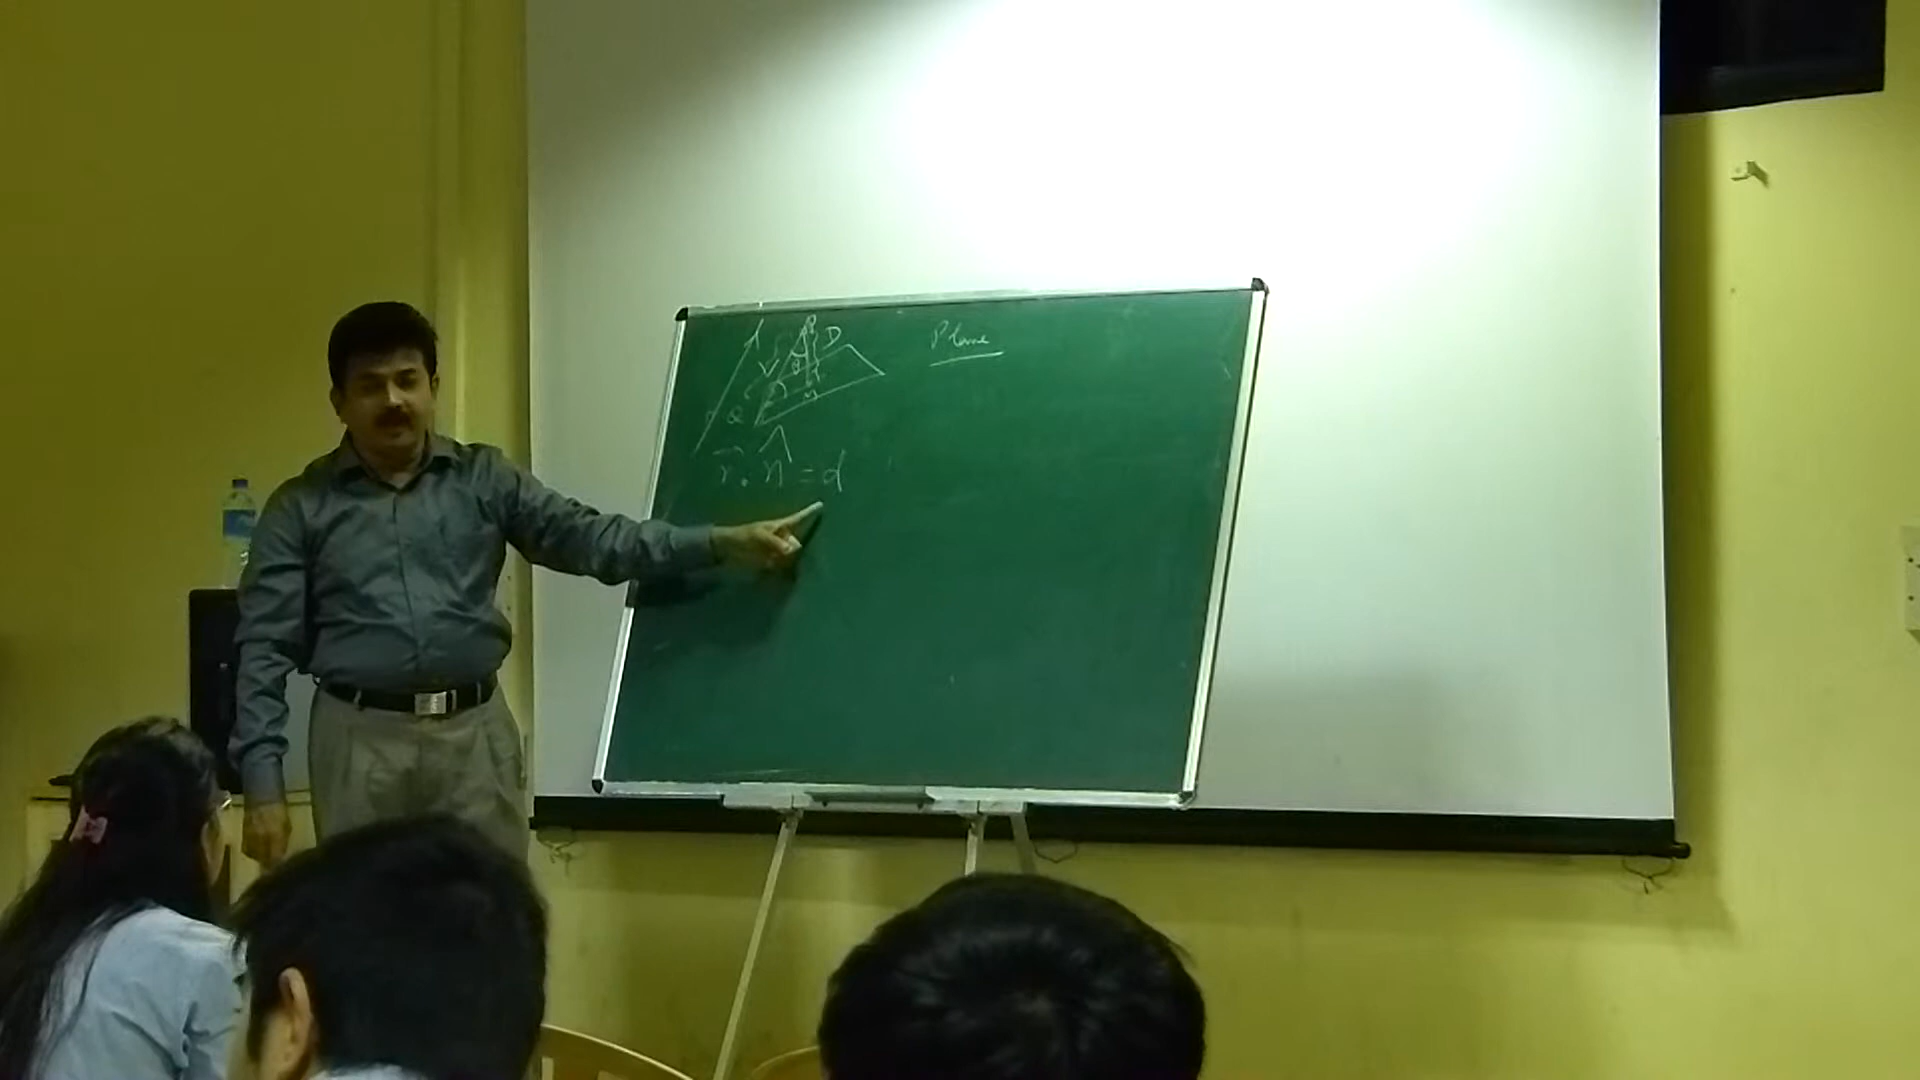 Plane
D
θ
M
Q
r⃗ . n̂ = d